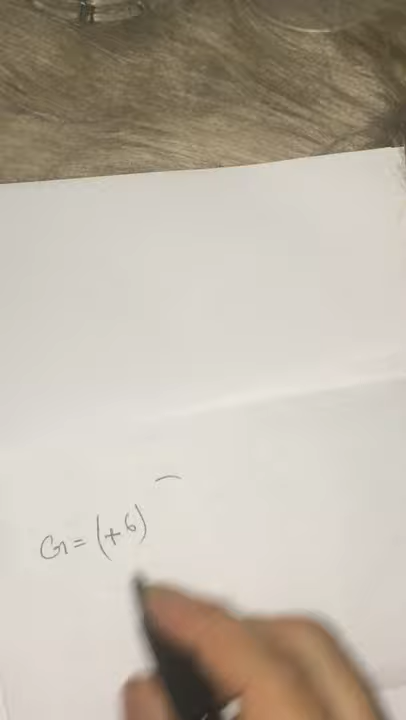 G = (+6)